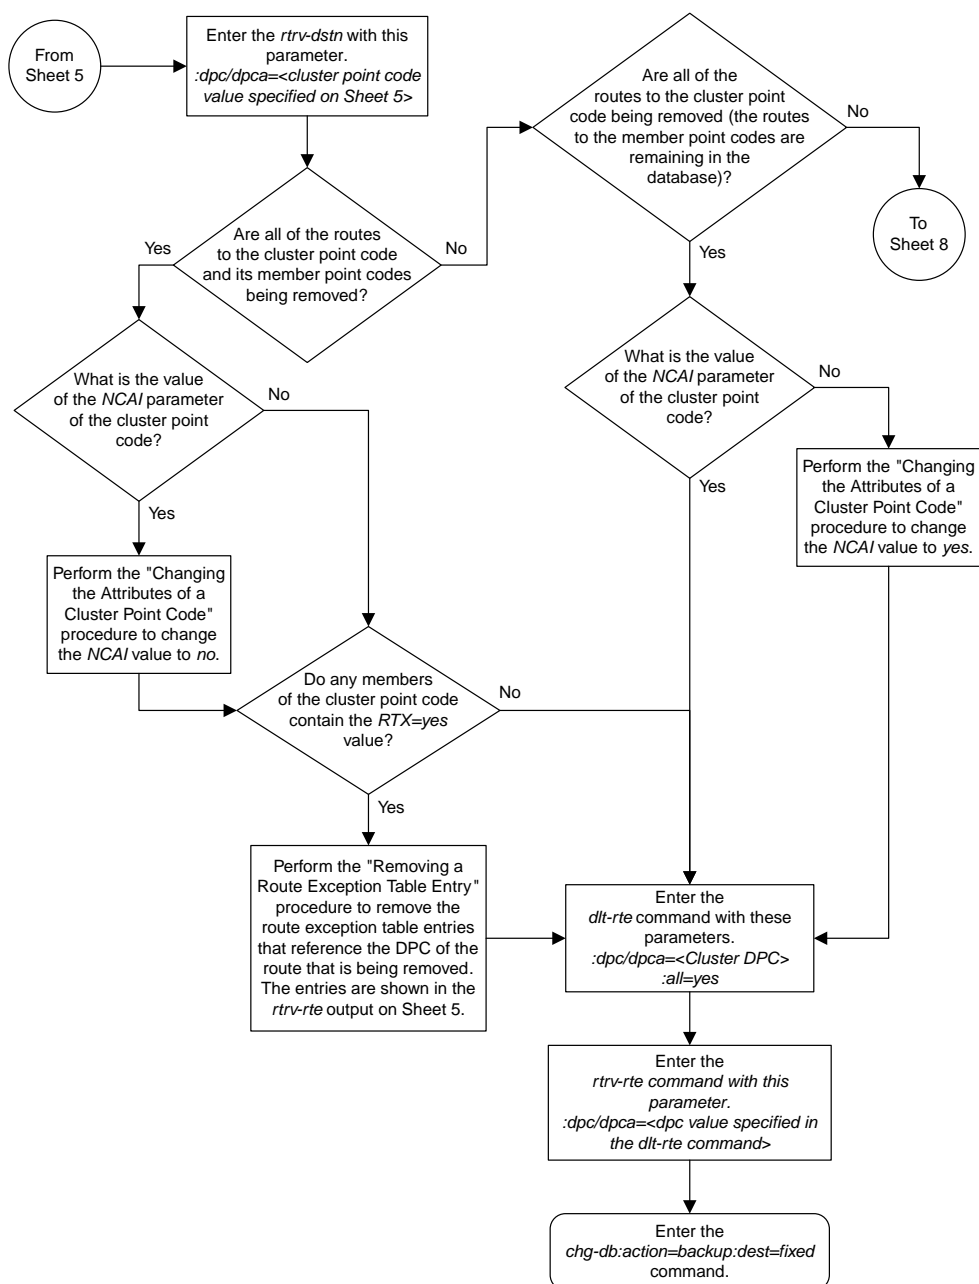 From
Sheet 5
Enter the rtrv-dstn with this
parameter.
:dpc/dpca=<cluster point code
value specified on Sheet 5>
Are all of the
routes to the cluster point
code being removed (the routes
to the member point codes are
remaining in the
database)?
No
To
Sheet 8
Yes
Are all of the routes
to the cluster point code
and its member point codes
being removed?
No
Yes
What is the value
of the NCAI parameter
of the cluster point
code?
No
Yes
What is the value
of the NCAI parameter
of the cluster point
code?
No
Yes
Perform the "Changing
the Attributes of a
Cluster Point Code"
procedure to change
the NCAI value to yes.
Perform the "Changing
the Attributes of a
Cluster Point Code"
procedure to change
the NCAI value to no.
Do any members
of the cluster point code
contain the RTX=yes
value?
No
Yes
Perform the "Removing a
Route Exception Table Entry"
procedure to remove the
route exception table entries
that reference the DPC of the
route that is being removed.
The entries are shown in the
rtrv-rte output on Sheet 5.
Enter the
dlt-rte command with these
parameters.
:dpc/dpca=<Cluster DPC>
:all=yes
Enter the
rtrv-rte command with this
parameter.
:dpc/dpca=<dpc value specified in
the dlt-rte command>
Enter the
chg-db:action=backup:dest=fixed
command.